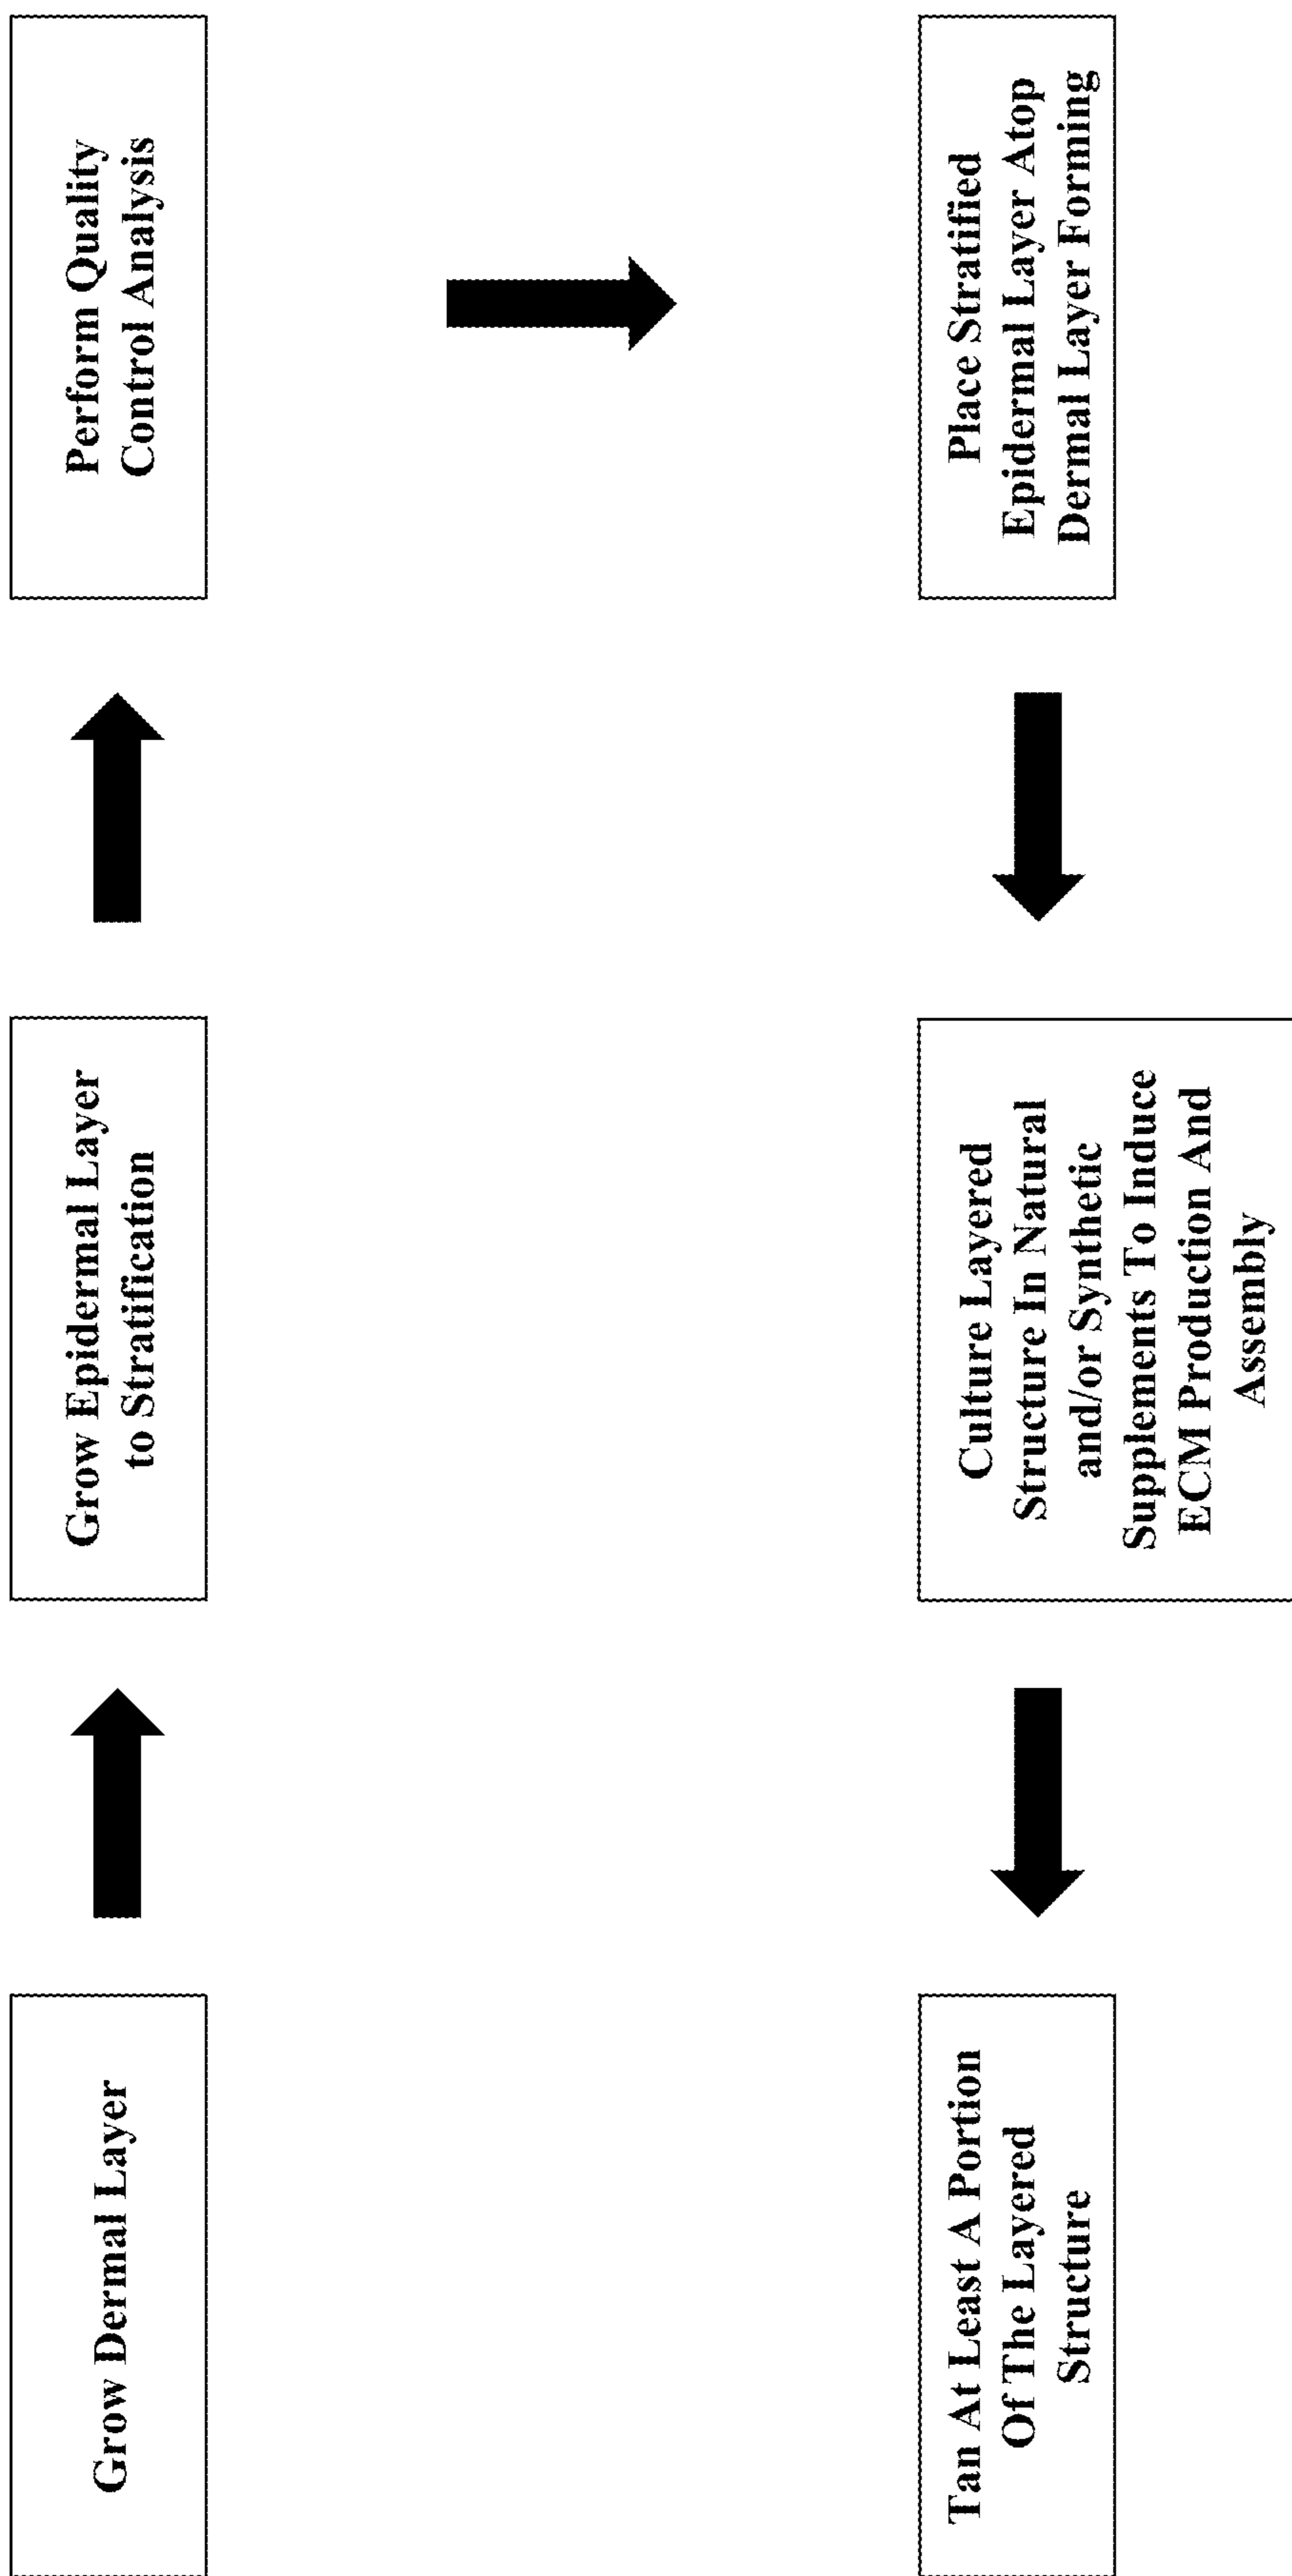 Grow Dermal Layer
Grow Epidermal Layer
to Stratification
Perform Quality
Control Analysis
Place Stratified
Epidermal Layer Atop
Dermal Layer Forming
Culture Layered
Structure In Natural
and/or Synthetic
Supplements To Induce
ECM Production And
Assembly
Tan At Least A Portion
Of The Layered
Structure